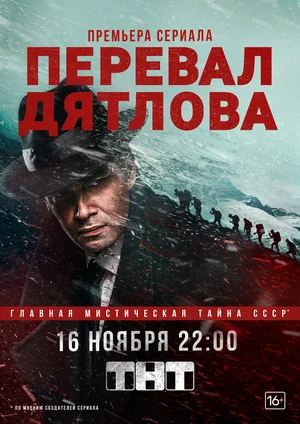 ПРЕМЬЕРА СЕРИАЛА
ПЕРЕВАЛ
ДЯТЛОВА
ГЛАВНАЯ МИСТИЧЕСКАЯ ТАЙНА СССР*
16 НОЯБРЯ 22:00
ТНТ
* ПО МНЕНИЮ СОЗДАТЕЛЕЙ СЕРИАЛА
16+